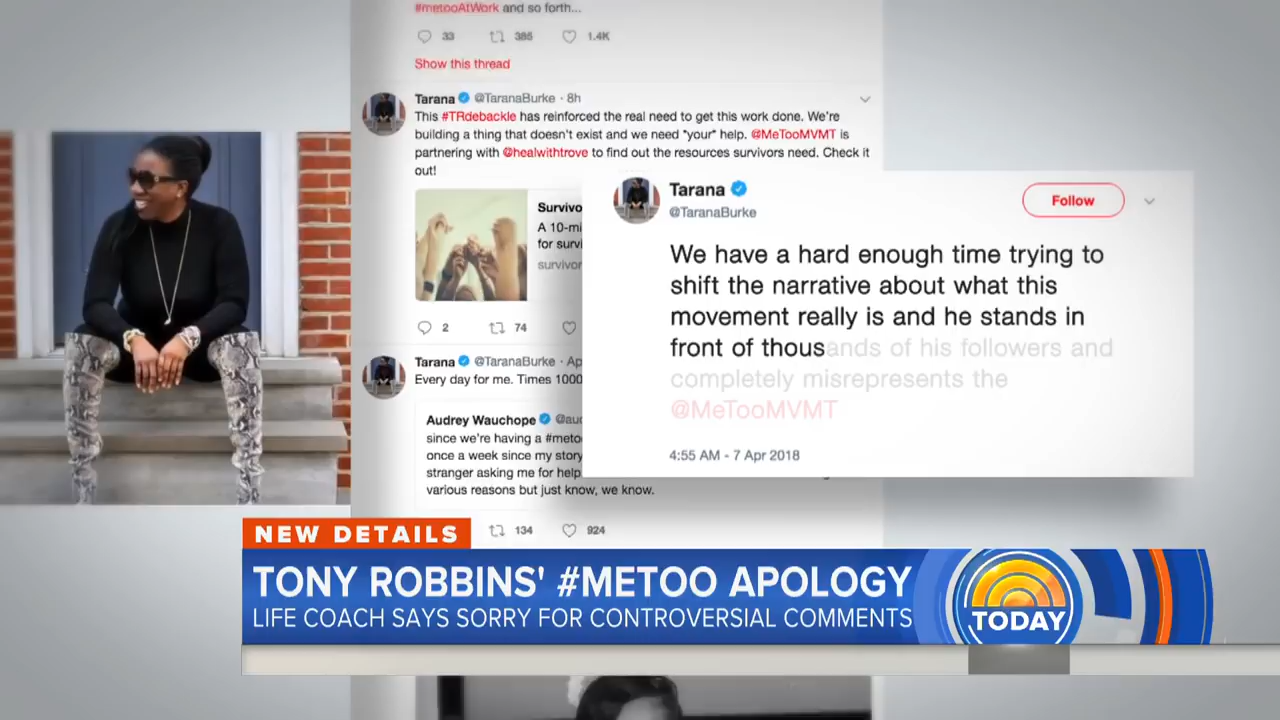 #metooAtWork and so forth...
33 385 1.4K
Show this thread
Tarana @TaranaBurke · 8h
This #TRdebackle has reinforced the real need to get this work done. We're
building a thing that doesn't exist and we need *your* help. @MeTooMVMT is
partnering with @healwithtrove to find out the resources survivors need. Check it
out!
Survivo
A 10-mi
for survi
survivor
2 74
Tarana @TaranaBurke · Ap
Every day for me. Times 1000
Audrey Wauchope @auc
since we're having a #meto
once a week since my story
stranger asking me for help
various reasons but just know, we know.
134 924
Tarana
@TaranaBurke
Follow
We have a hard enough time trying to
shift the narrative about what this
movement really is and he stands in
front of thousands of his followers and
completely misrepresents the
@MeTooMVMT
4:55 AM - 7 Apr 2018
NEW DETAILS
TONY ROBBINS' #METOO APOLOGY
LIFE COACH SAYS SORRY FOR CONTROVERSIAL COMMENTS
TODAY